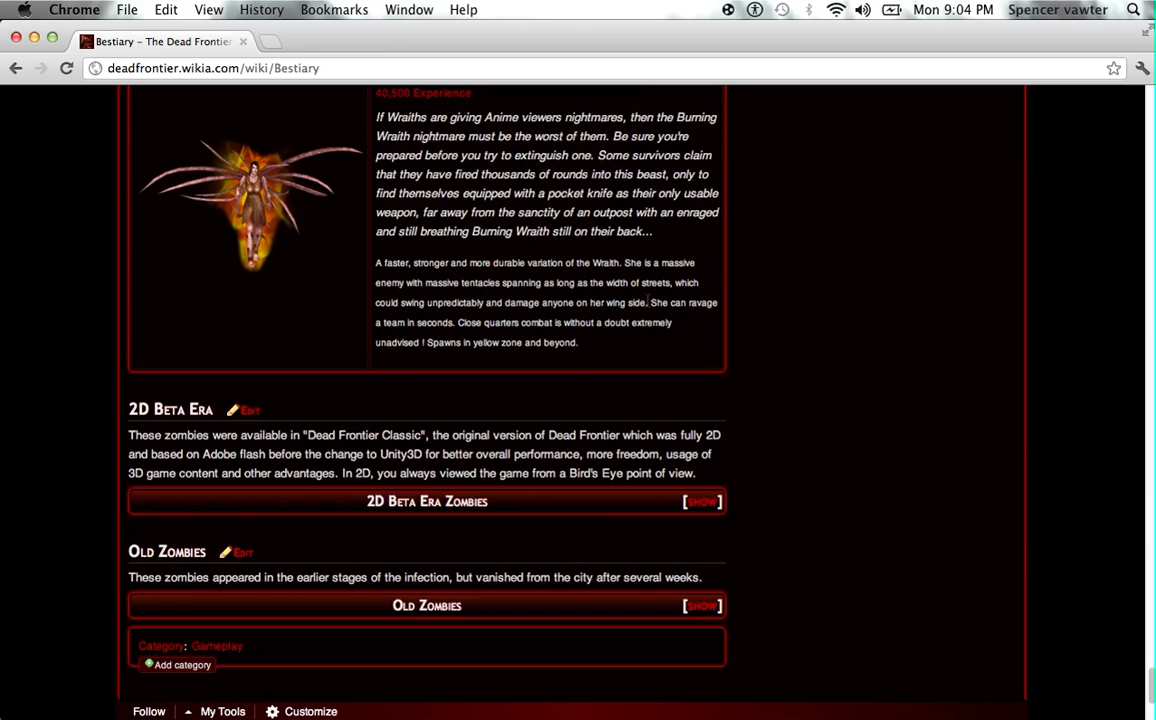 Chrome File Edit View History Bookmarks Window Help Mon 9:04 PM Spencer vawter
Bestiary – The Dead Frontier
deadfrontier.wikia.com/wiki/Bestiary
40,500 Experience
If Wraiths are giving Anime viewers nightmares, then the Burning
Wraith nightmare must be the worst of them. Be sure you're
prepared before you try to extinguish one. Some survivors claim
that they have fired thousands of rounds into this beast, only to
find themselves equipped with a pocket knife as their only usable
weapon, far away from the sanctity of an outpost with an enraged
and still breathing Burning Wraith still on their back...
A faster, stronger and more durable variation of the Wraith. She is a massive
enemy with massive tentacles spanning as long as the width of streets, which
could swing unpredictably and damage anyone on her wing side. She can ravage
a team in seconds. Close quarters combat is without a doubt extremely
unadvised ! Spawns in yellow zone and beyond.
2D Beta Era Edit
These zombies were available in "Dead Frontier Classic", the original version of Dead Frontier which was fully 2D
and based on Adobe flash before the change to Unity3D for better overall performance, more freedom, usage of
3D game content and other advantages. In 2D, you always viewed the game from a Bird's Eye point of view.
2D Beta Era Zombies [show]
Old Zombies Edit
These zombies appeared in the earlier stages of the infection, but vanished from the city after several weeks.
Old Zombies [show]
Category: Gameplay
Add category
Follow My Tools Customize